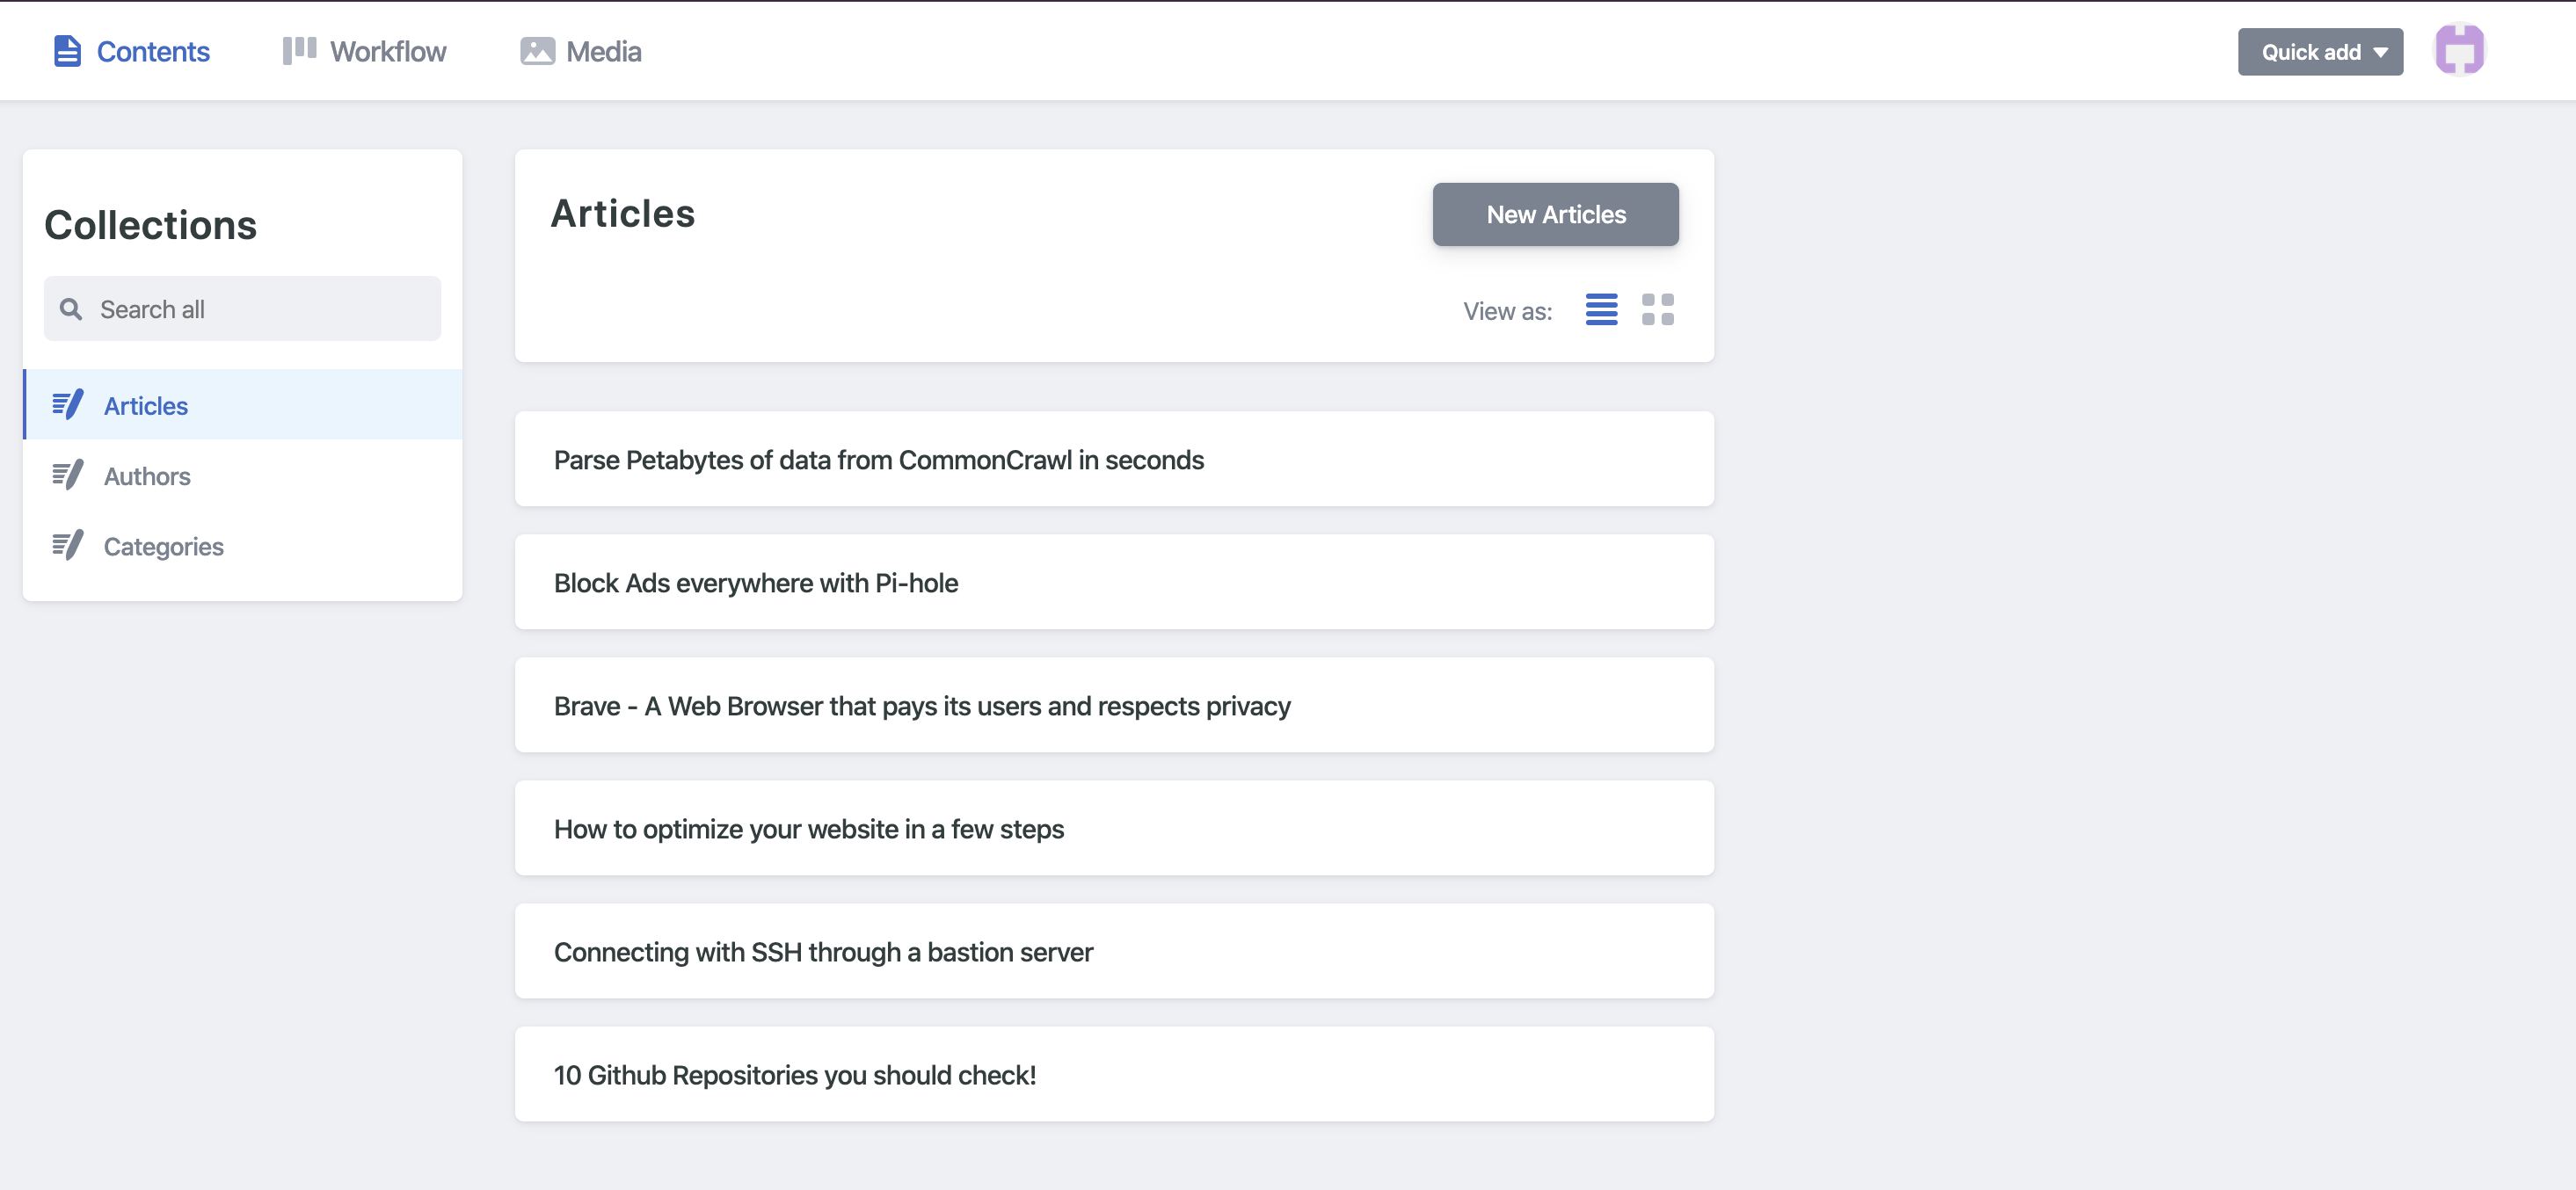 Contents
Workflow
Media
Quick add
Collections
Search all
Articles
Authors
Categories
Articles
New Articles
View as:
Parse Petabytes of data from CommonCrawl in seconds
Block Ads everywhere with Pi-hole
Brave - A Web Browser that pays its users and respects privacy
How to optimize your website in a few steps
Connecting with SSH through a bastion server
10 Github Repositories you should check!